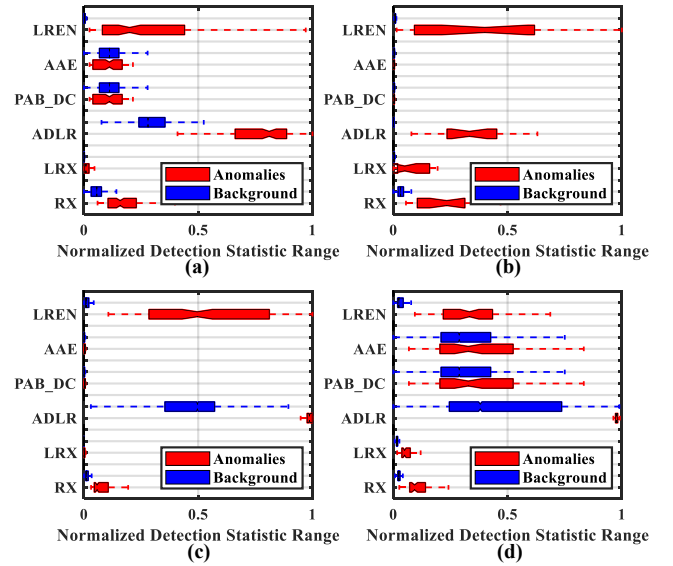 LREN
AAE
PAB_DC
ADLR
LRX
RX
Anomalies
Background
0 0.5 1
Normalized Detection Statistic Range
(a)
LREN
AAE
PAB_DC
ADLR
LRX
RX
Anomalies
Background
0 0.5 1
Normalized Detection Statistic Range
(b)
LREN
AAE
PAB_DC
ADLR
LRX
RX
Anomalies
Background
0 0.5 1
Normalized Detection Statistic Range
(c)
LREN
AAE
PAB_DC
ADLR
LRX
RX
Anomalies
Background
0 0.5 1
Normalized Detection Statistic Range
(d)